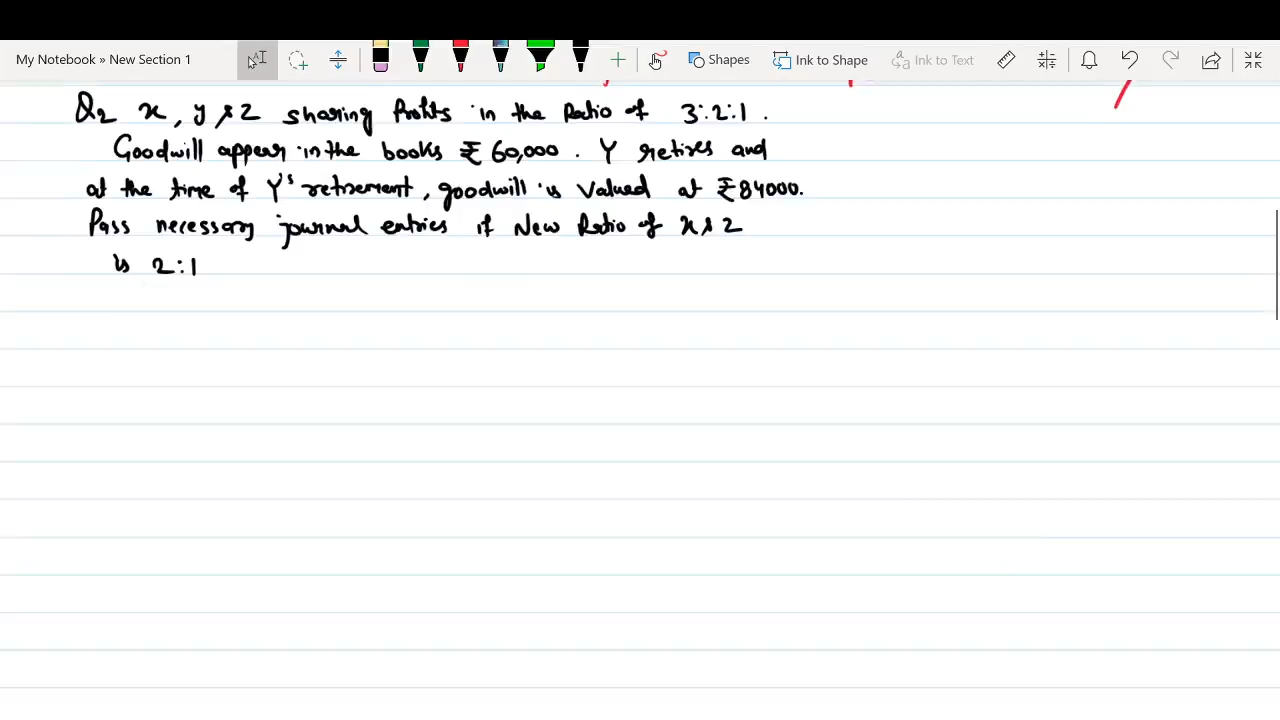 My Notebook » New Section 1
Shapes
Ink to Shape
Ink to Text
Q2 x, y & z sharing Profits in the Ratio of 3:2:1.
Goodwill appear in the books ₹ 60,000. Y retires and
at the time of Y's retirement, goodwill is valued at ₹84000.
Pass necessary journal entries if New Ratio of x & z
is 2:1